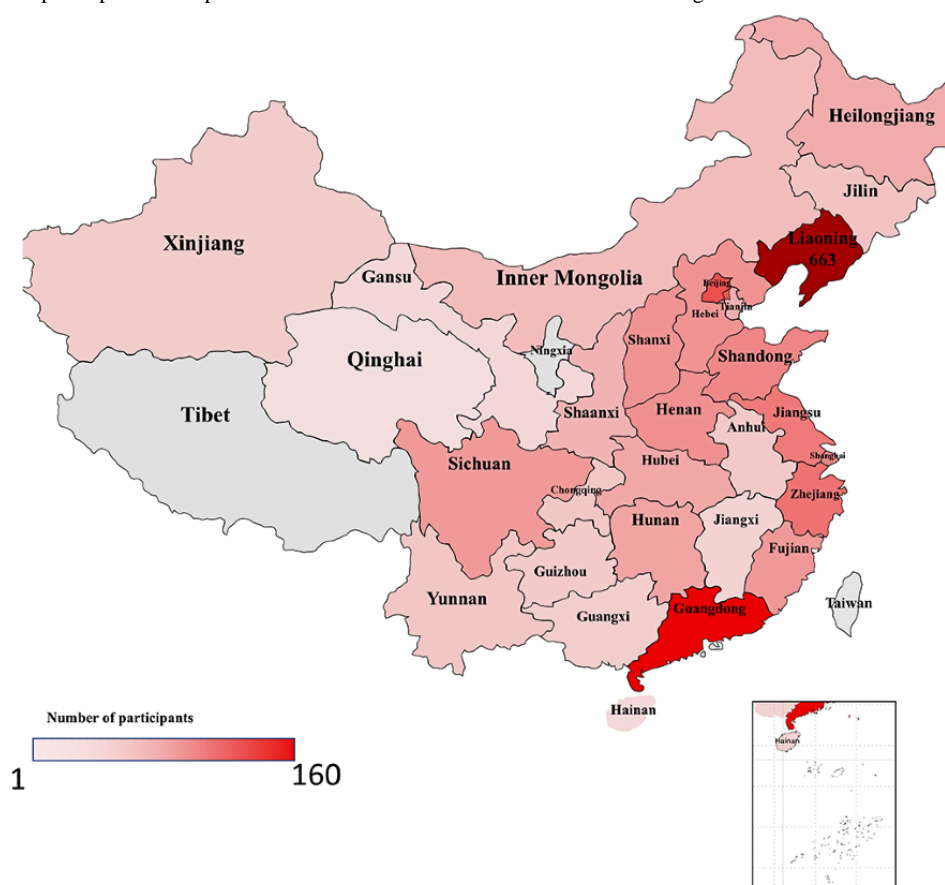 Heilongjiang
Jilin
Liaoning
663
Xinjiang
Gansu
Inner Mongolia
Beijing
Tianjin
Hebei
Shanxi
Shandong
Qinghai
Ningxia
Tibet
Shaanxi
Henan
Jiangsu
Anhui
Shanghai
Sichuan
Hubei
Chongqing
Zhejiang
Hunan
Jiangxi
Fujian
Guizhou
Yunnan
Guangxi
Guangdong
Taiwan
Hainan
Number of participants
1
160
Hainan